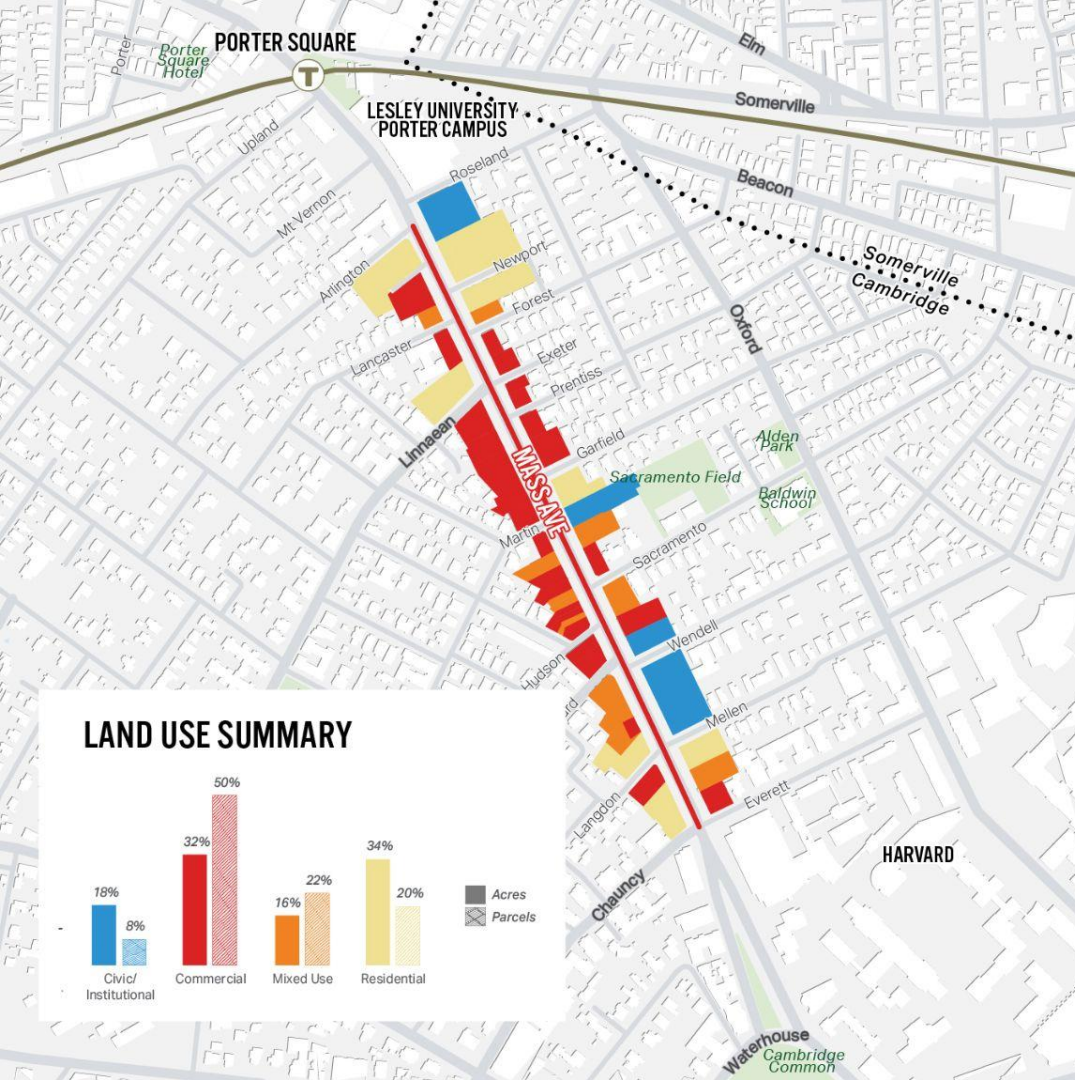 Porter
Porter
Square
Hotel
PORTER SQUARE
T
Elm
Somerville
LESLEY UNIVERSITY
PORTER CAMPUS
Upland
Roseland
Beacon
Mt Vernon
Newport
Arlington
Somerville
Cambridge
Forest
Oxford
Lancaster
Exeter
Prentiss
Linnaean
Garfield
Alden
Park
MASS AVE
Sacramento Field
Baldwin
School
Martin
Sacramento
Wendell
Hudson
rd
Mellen
Langdon
Everett
HARVARD
Chauncy
Waterhouse
Cambridge
Common
LAND USE SUMMARY
50%
32%
34%
18%
22%
20%
16%
8%
Acres
Parcels
Civic/
Institutional
Commercial
Mixed Use
Residential